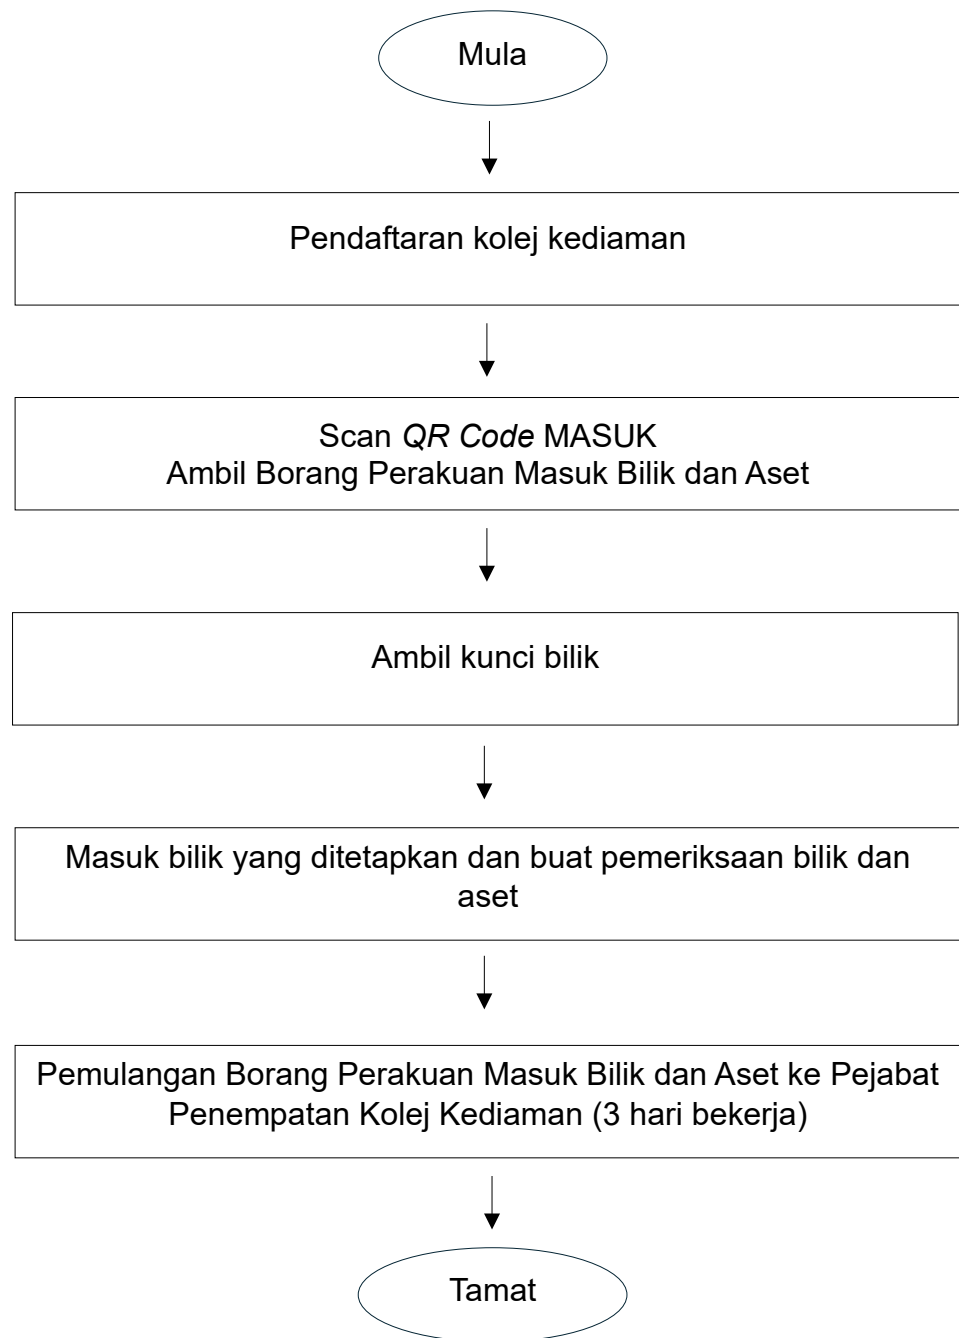 Mula
Pendaftaran kolej kediaman
Scan QR Code MASUK
Ambil Borang Perakuan Masuk Bilik dan Aset
Ambil kunci bilik
Masuk bilik yang ditetapkan dan buat pemeriksaan bilik dan
aset
Pemulangan Borang Perakuan Masuk Bilik dan Aset ke Pejabat
Penempatan Kolej Kediaman (3 hari bekerja)
Tamat